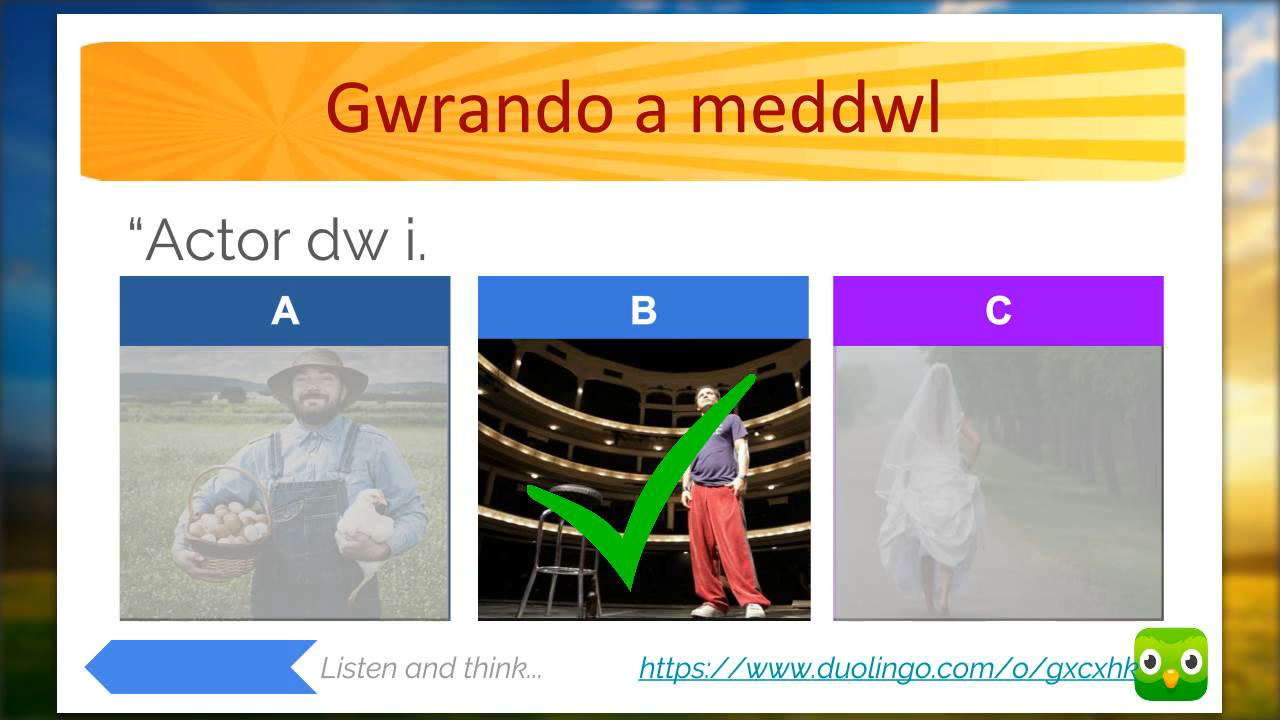 Gwrando a meddwl
“Actor dw i.
A
B
C
Listen and think...
https://www.duolingo.com/o/gxcxhk